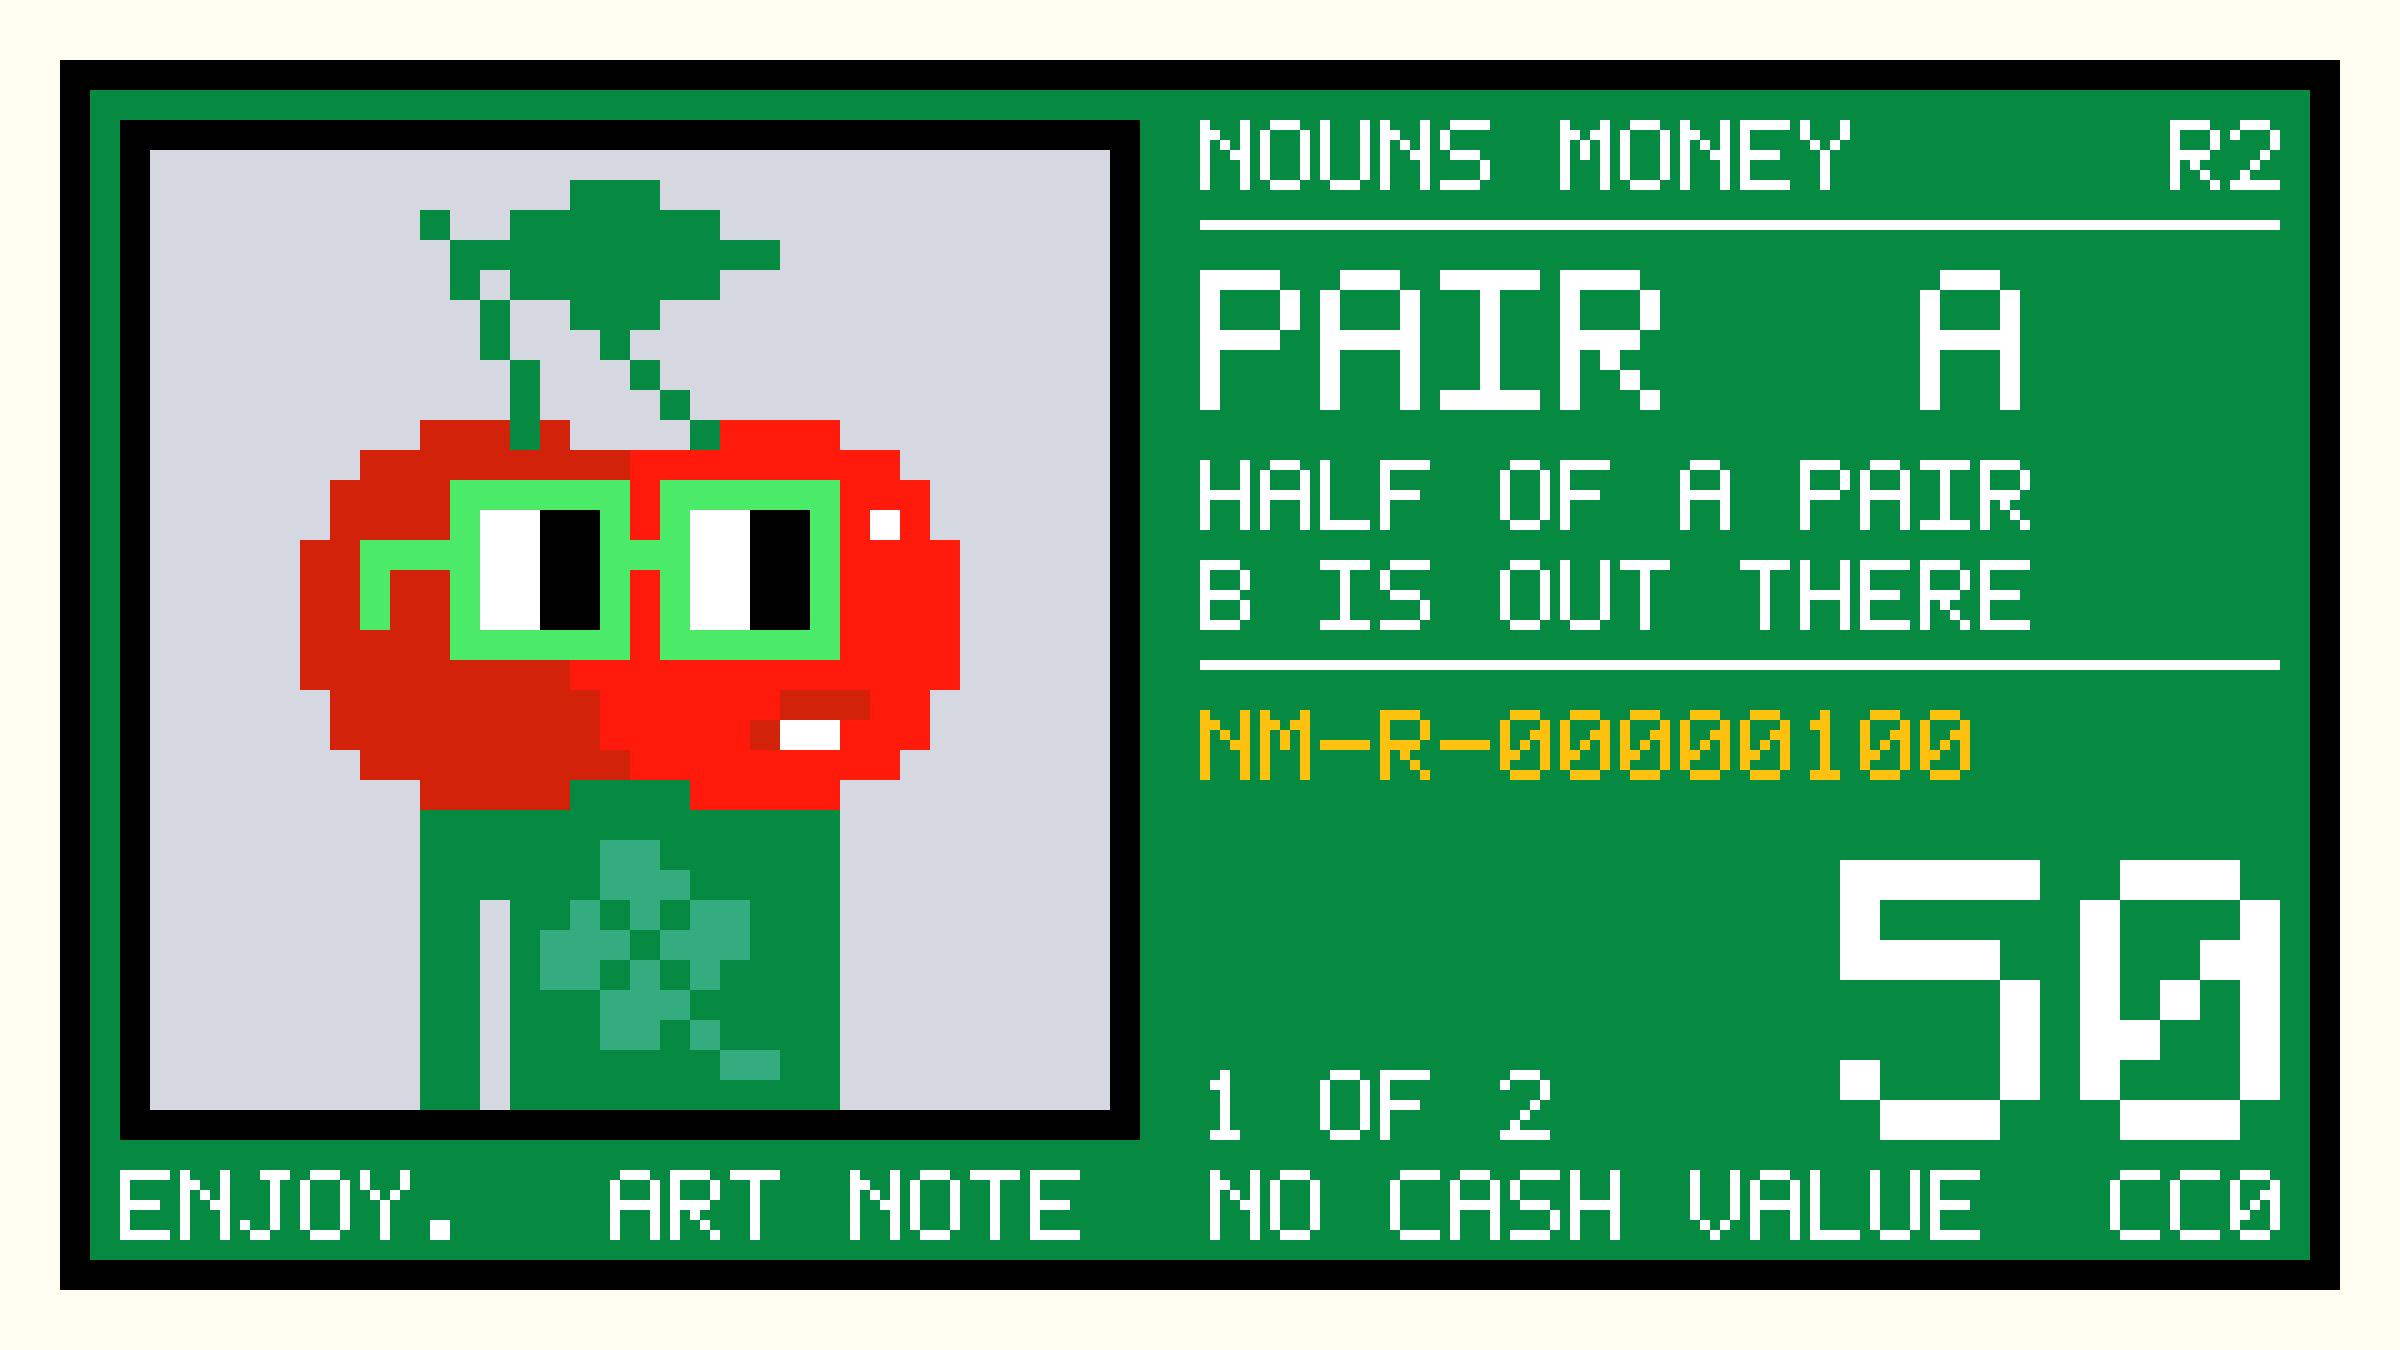 NOUNS MONEY R2
PAIR A
HALF OF A PAIR
B IS OUT THERE
NM-R-00000100
50
1 OF 2
ENJOY. ART NOTE NO CASH VALUE CC0